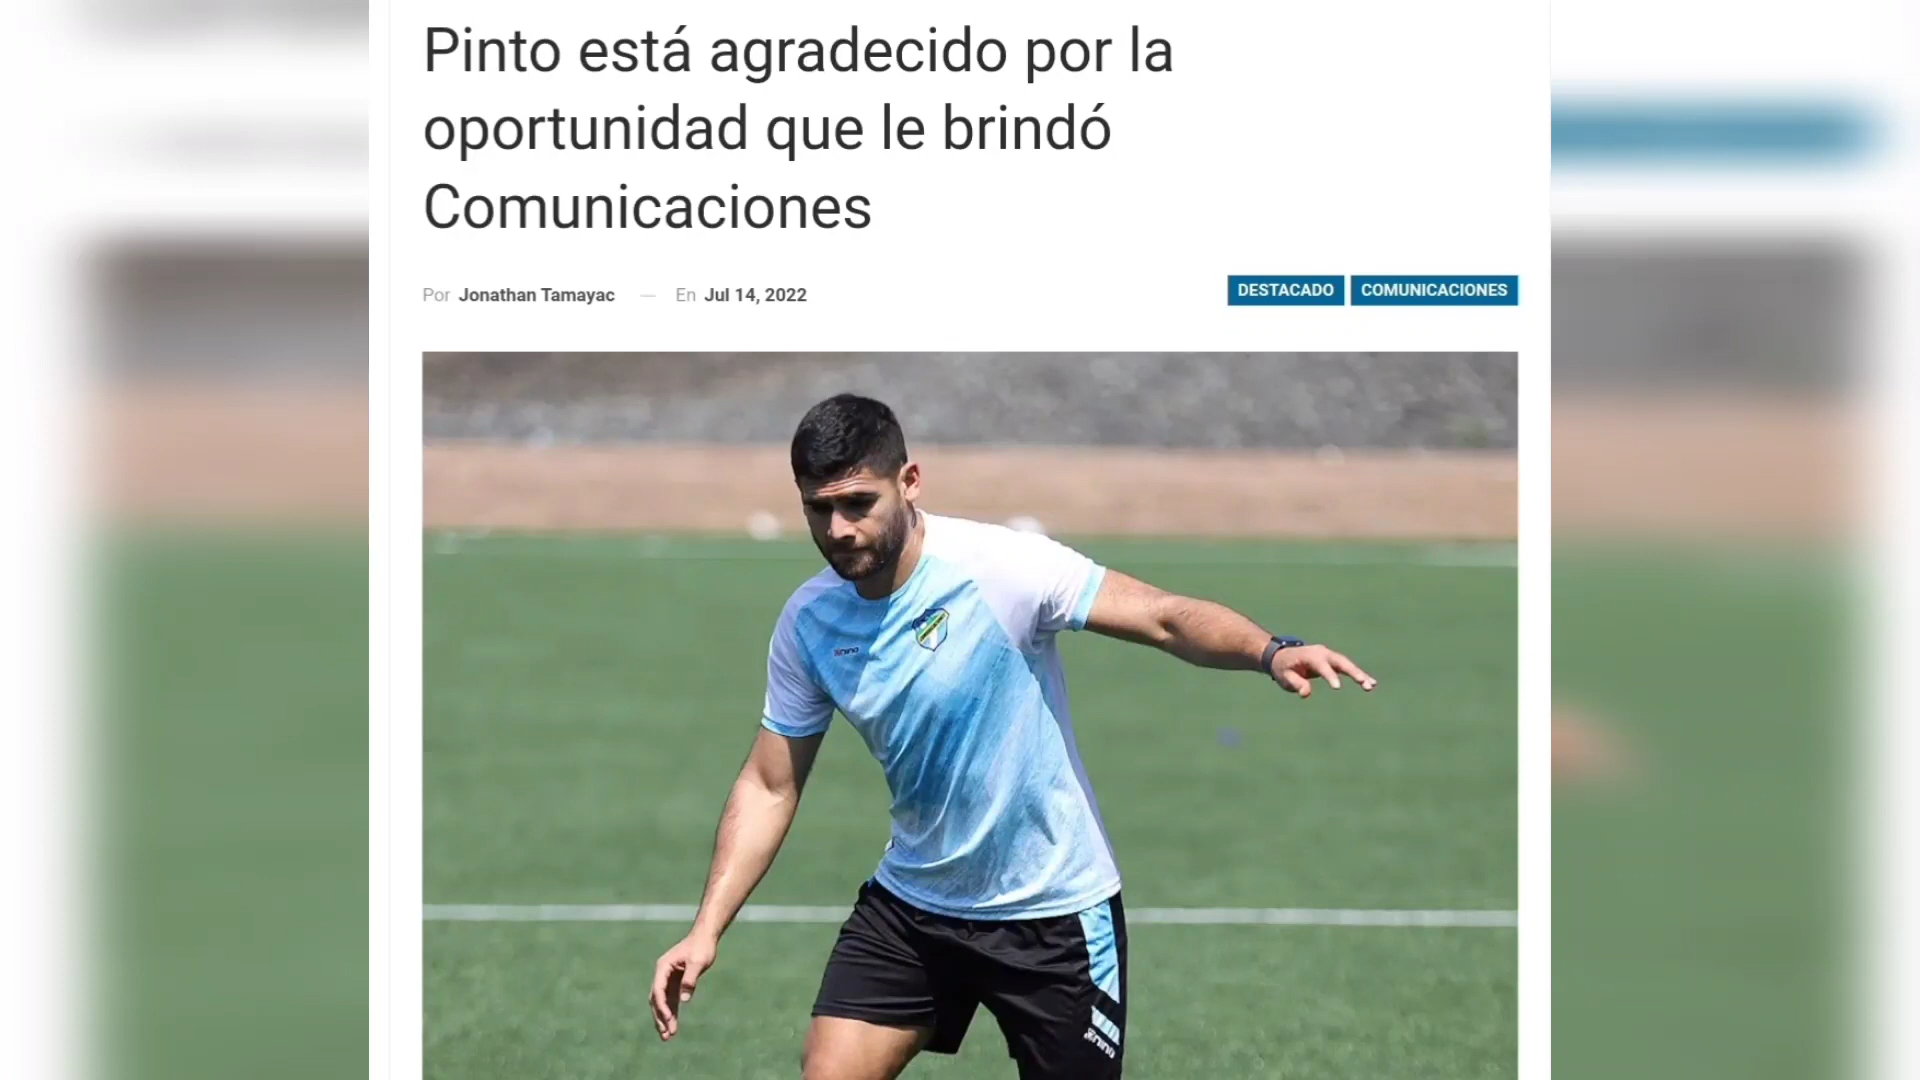 Pinto está agradecido por la
oportunidad que le brindó
Comunicaciones
Por Jonathan Tamayac — En Jul 14, 2022
DESTACADO COMUNICACIONES